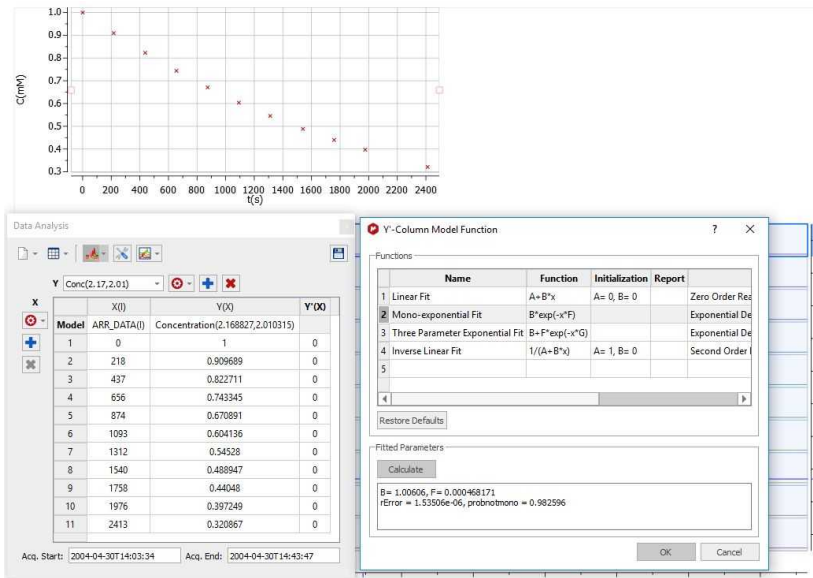 1.0
0.9
0.8
0.7
0.6
0.5
0.4
0.3
C(mM)
0 200 400 600 800 1000 1200 1400 1600 1800 2000 2200 2400
t(s)
Data Analysis
Y Conc(2.17,2.01)
X
X(I) Y(X) Y'(X)
Model ARR_DATA(I) Concentration(2.168827,2.010315)
1 0 1 0
2 218 0.909689 0
3 437 0.822711 0
4 656 0.743345 0
5 874 0.670891 0
6 1093 0.604136 0
7 1312 0.54528 0
8 1540 0.488947 0
9 1758 0.44048 0
10 1976 0.397249 0
11 2413 0.320867 0
Acq. Start: 2004-04-30T14:03:34 Acq. End: 2004-04-30T14:43:47
Y'-Column Model Function ? X
Functions
Name Function Initialization Report
1 Linear Fit A+B*x A= 0, B= 0 Zero Order Rea
2 Mono-exponential Fit B*exp(-x*F) Exponential De
3 Three Parameter Exponential Fit B+F*exp(-x*G) Exponential De
4 Inverse Linear Fit 1/(A+B*x) A= 1, B= 0 Second Order
5
Restore Defaults
Fitted Parameters
Calculate
B= 1.00606, F= 0.000468171
rError = 1.53506e-06, probnotmono = 0.982596
OK Cancel